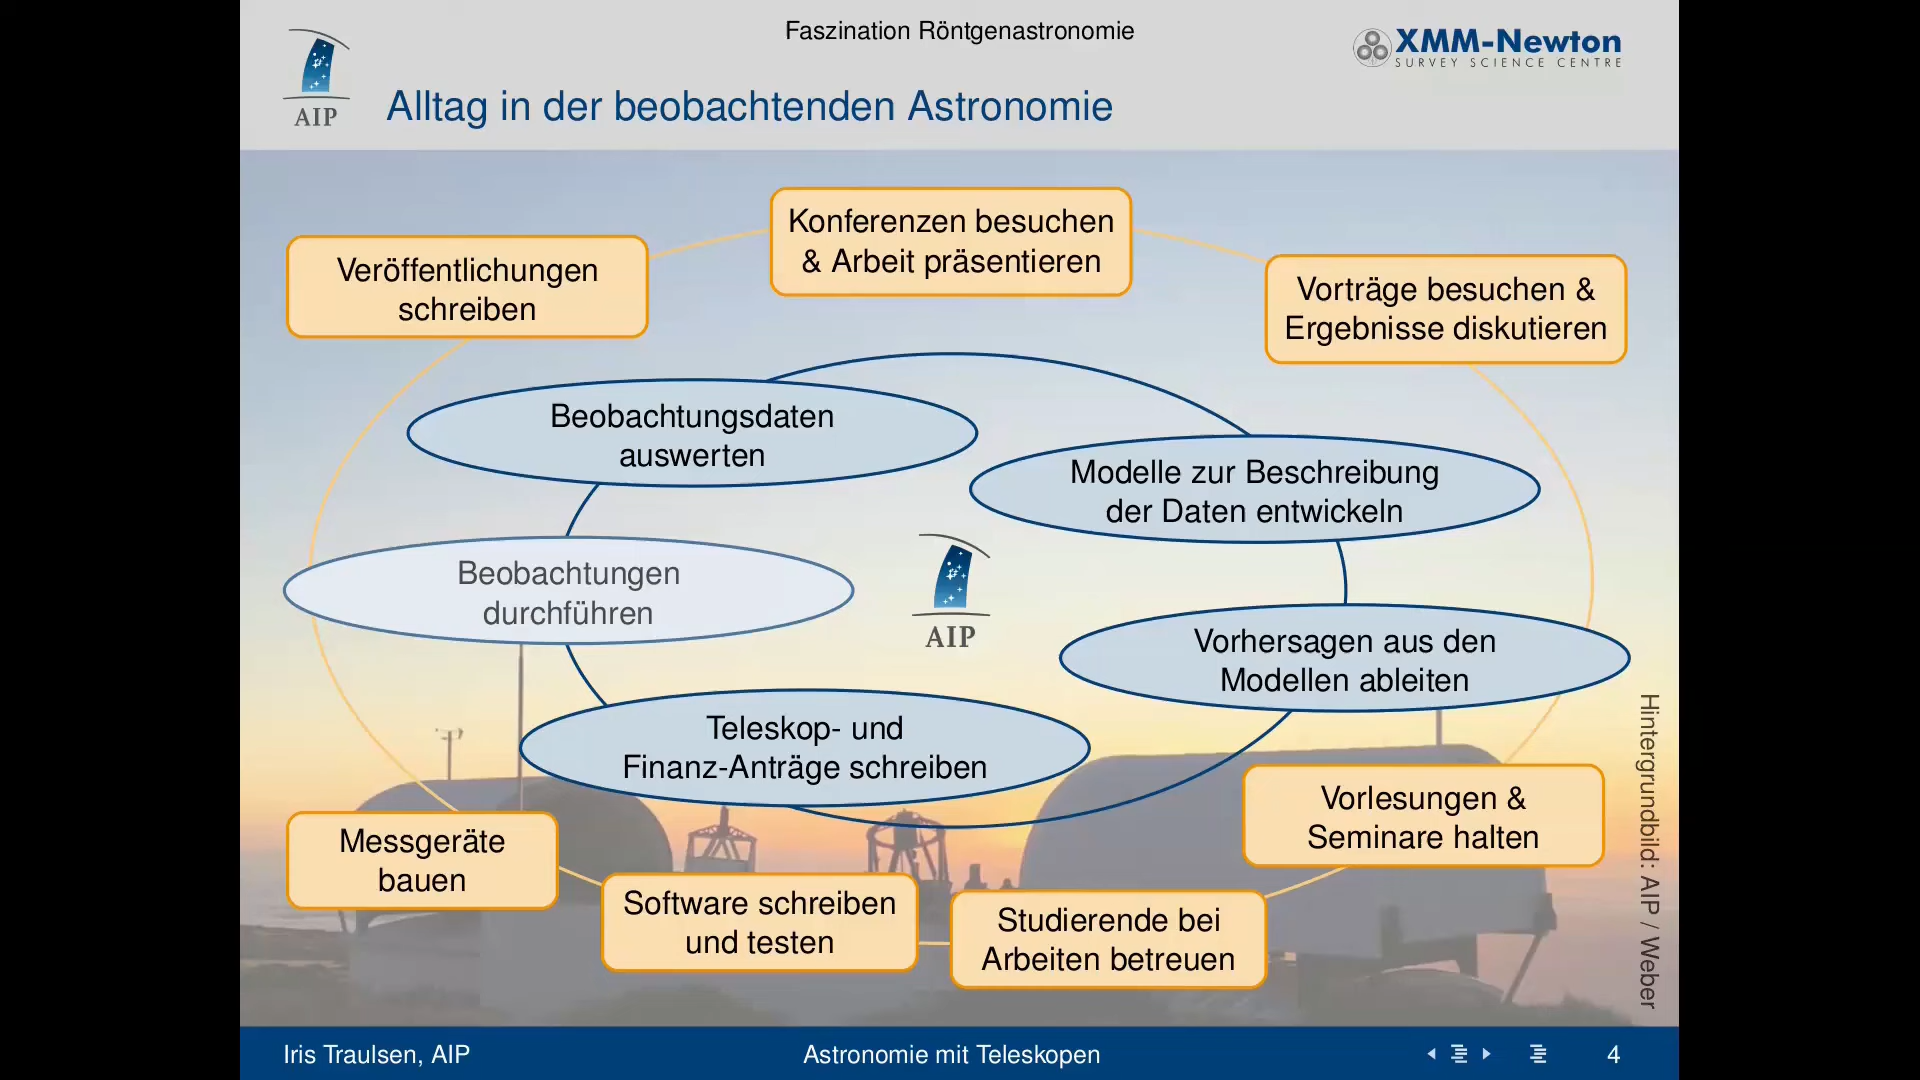 Faszination Röntgenastronomie
XMM-Newton
SURVEY SCIENCE CENTRE
AIP
Alltag in der beobachtenden Astronomie
Konferenzen besuchen
& Arbeit präsentieren
Veröffentlichungen
schreiben
Vorträge besuchen &
Ergebnisse diskutieren
Beobachtungsdaten
auswerten
Modelle zur Beschreibung
der Daten entwickeln
Beobachtungen
durchführen
AIP
Vorhersagen aus den
Modellen ableiten
Teleskop- und
Finanz-Anträge schreiben
Vorlesungen &
Seminare halten
Messgeräte
bauen
Software schreiben
und testen
Studierende bei
Arbeiten betreuen
Hintergrundbild: AIP / Weber
Iris Traulsen, AIP
Astronomie mit Teleskopen
4